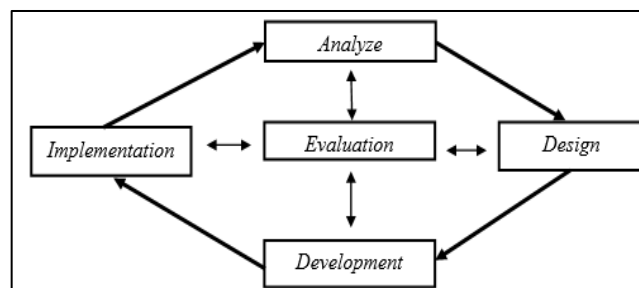 Analyze
Implementation
Evaluation
Design
Development